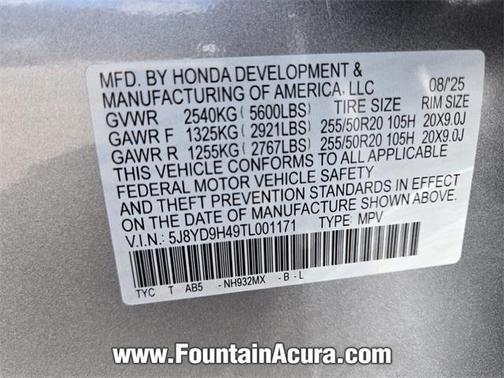 MFD. BY HONDA DEVELOPMENT &
MANUFACTURING OF AMERICA, LLC 08/'25
GVWR 2540KG (5600LBS) TIRE SIZE RIM SIZE
GAWR F 1325KG (2921LBS) 255/50R20 105H 20X9.0J
GAWR R 1255KG (2767LBS) 255/50R20 105H 20X9.0J
THIS VEHICLE CONFORMS TO ALL APPLICABLE
FEDERAL MOTOR VEHICLE SAFETY
AND THEFT PREVENTION STANDARDS IN EFFECT
ON THE DATE OF MANUFACTURE SHOWN ABOVE.
V.I.N.: 5J8YD9H49TL001171 TYPE: MPV
TYC T AB5 -NH932MX -B-L
www.FountainAcura.com